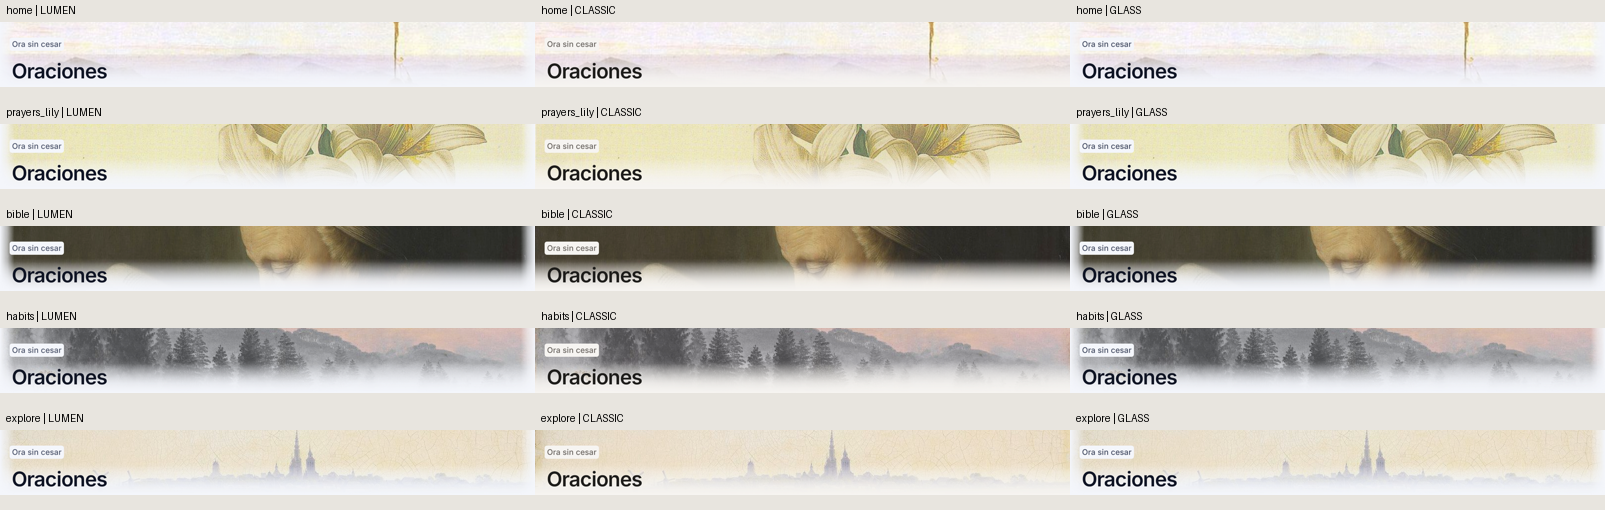 home | LUMEN
home | CLASSIC
home | GLASS
Ora sin cesar
Oraciones
Ora sin cesar
Oraciones
Ora sin cesar
Oraciones
prayers_lily | LUMEN
prayers_lily | CLASSIC
prayers_lily | GLASS
Ora sin cesar
Oraciones
Ora sin cesar
Oraciones
Ora sin cesar
Oraciones
bible | LUMEN
bible | CLASSIC
bible | GLASS
Ora sin cesar
Oraciones
Ora sin cesar
Oraciones
Ora sin cesar
Oraciones
habits | LUMEN
habits | CLASSIC
habits | GLASS
Ora sin cesar
Oraciones
Ora sin cesar
Oraciones
Ora sin cesar
Oraciones
explore | LUMEN
explore | CLASSIC
explore | GLASS
Ora sin cesar
Oraciones
Ora sin cesar
Oraciones
Ora sin cesar
Oraciones